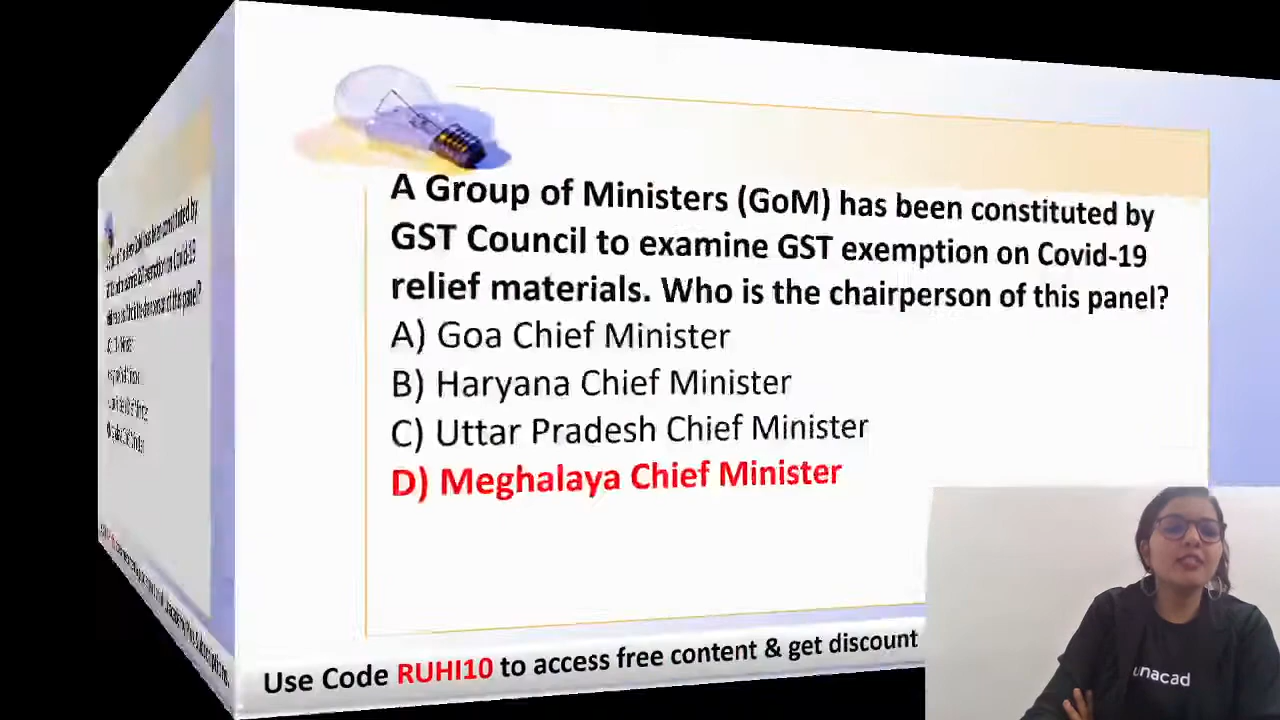 A Group of Ministers (GoM) has been constituted by
GST Council to examine GST exemption on Covid-19
relief materials. Who is the chairperson of this panel?
A) Goa Chief Minister
B) Haryana Chief Minister
C) Uttar Pradesh Chief Minister
D) Meghalaya Chief Minister
Use Code RUHI10 to access free content & get discount
unacad